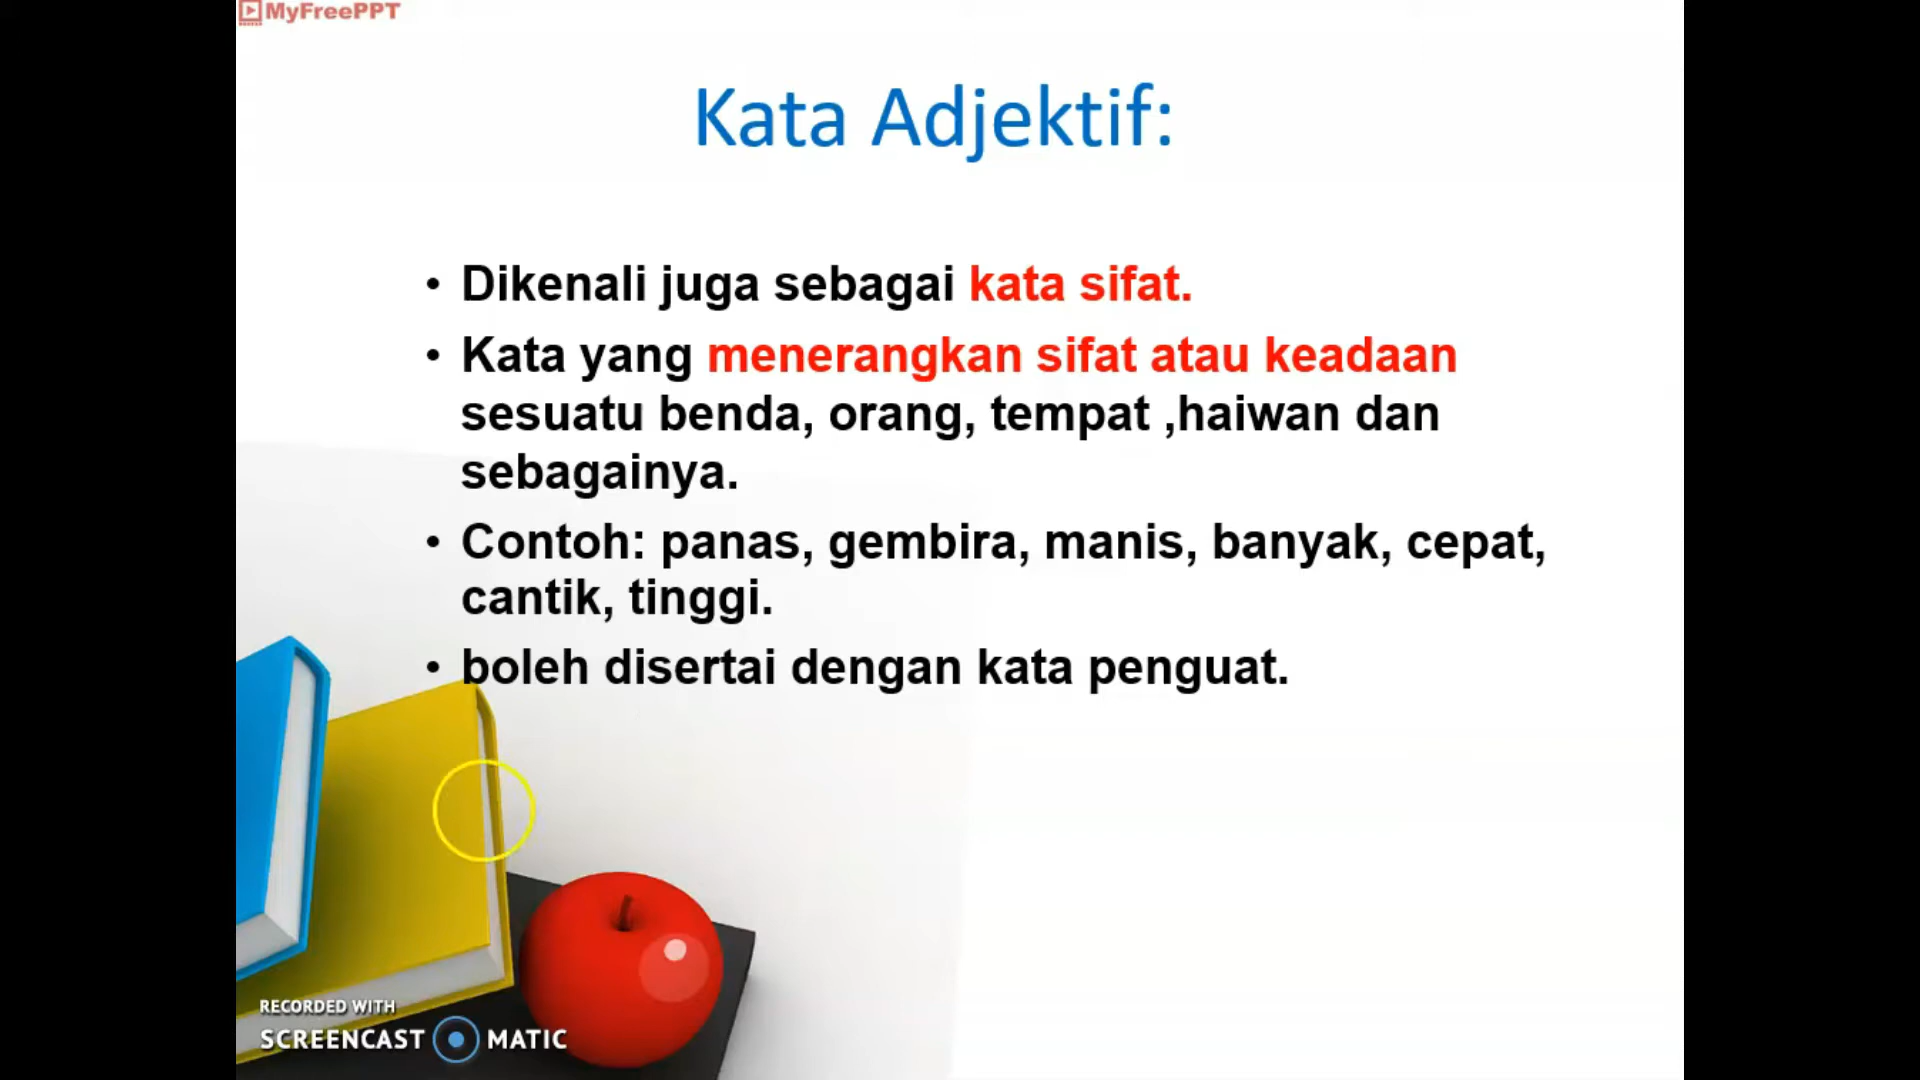 MyFreePPT
Kata Adjektif:
• Dikenali juga sebagai kata sifat.
• Kata yang menerangkan sifat atau keadaan
sesuatu benda, orang, tempat ,haiwan dan
sebagainya.
• Contoh: panas, gembira, manis, banyak, cepat,
cantik, tinggi.
• boleh disertai dengan kata penguat.
RECORDED WITH
SCREENCAST MATIC